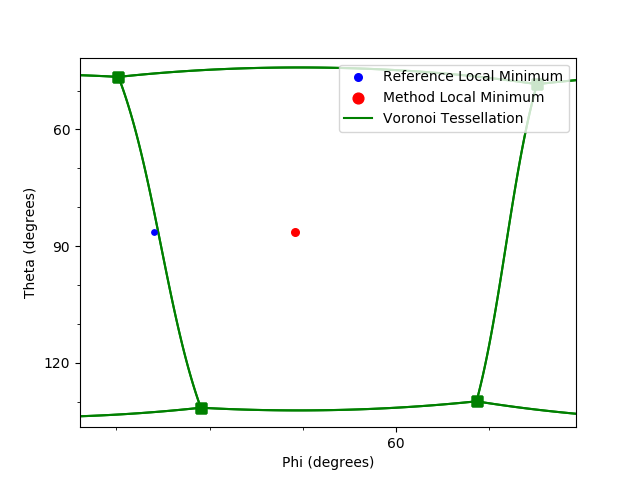 Reference Local Minimum
Method Local Minimum
Voronoi Tessellation
60
90
120
Theta (degrees)
60
Phi (degrees)